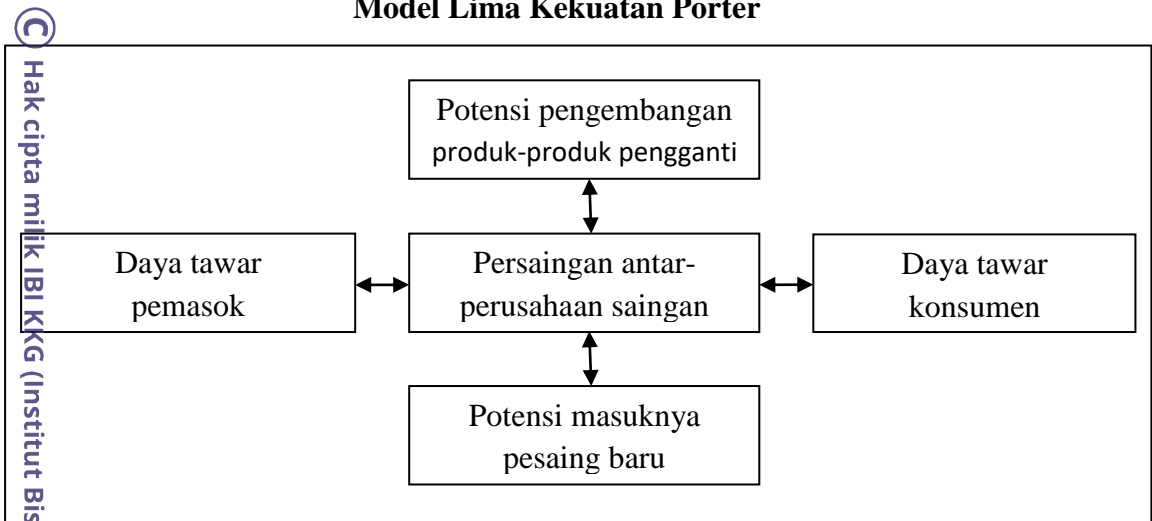 Model Lima Kekuatan Porter
Potensi pengembangan
produk-produk pengganti
Daya tawar
pemasok
Persaingan antar-
perusahaan saingan
Daya tawar
konsumen
Potensi masuknya
pesaing baru
© Hak cipta milik IBI KKG (Institut Bis